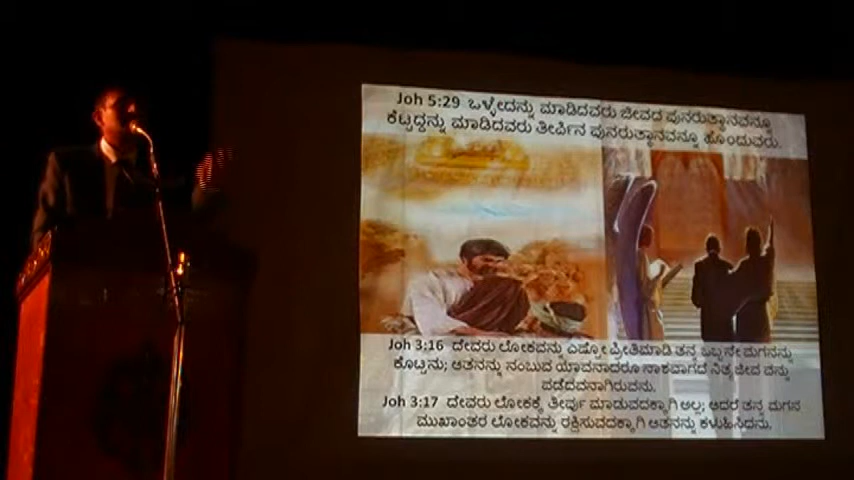 Joh 5:29 ಒಳ್ಳೇದನ್ನು ಮಾಡಿದವರು ಜೀವದ ಪುನರುತ್ಥಾನವನ್ನೂ
ಕೆಟ್ಟದ್ದನ್ನು ಮಾಡಿದವರು ತೀರ್ಪಿನ ಪುನರುತ್ಥಾನವನ್ನೂ ಹೊಂದುವರು.
Joh 3:16 ದೇವರು ಲೋಕವನ್ನು ಎಷ್ಟೋ ಪ್ರೀತಿಮಾಡಿ ತನ್ನ ಒಬ್ಬನೇ ಮಗನನ್ನು
ಕೊಟ್ಟನು; ಆತನನ್ನು ನಂಬುವ ಯಾವನಾದರೂ ನಾಶವಾಗದೆ ನಿತ್ಯ ಜೀವ ವನ್ನು
ಪಡೆದವನಾಗಿರುವನು.
Joh 3:17 ದೇವರು ಲೋಕಕ್ಕೆ ತೀರ್ಪು ಮಾಡುವದಕ್ಕಾಗಿ ಅಲ್ಲ; ಆದರೆ ತನ್ನ ಮಗನ
ಮುಖಾಂತರ ಲೋಕವನ್ನು ರಕ್ಷಿಸುವದಕ್ಕಾಗಿ ಆತನನ್ನು ಕಳುಹಿಸಿದನು.